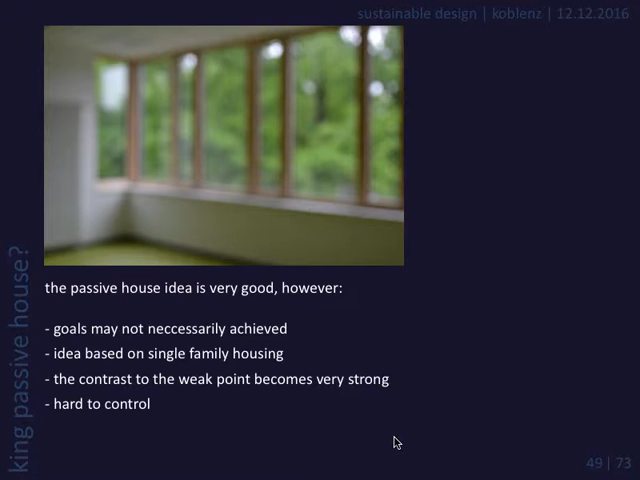 sustainable design | koblenz | 12.12.2016
king passive house?
the passive house idea is very good, however:
- goals may not neccessarily achieved
- idea based on single family housing
- the contrast to the weak point becomes very strong
- hard to control
49 | 73